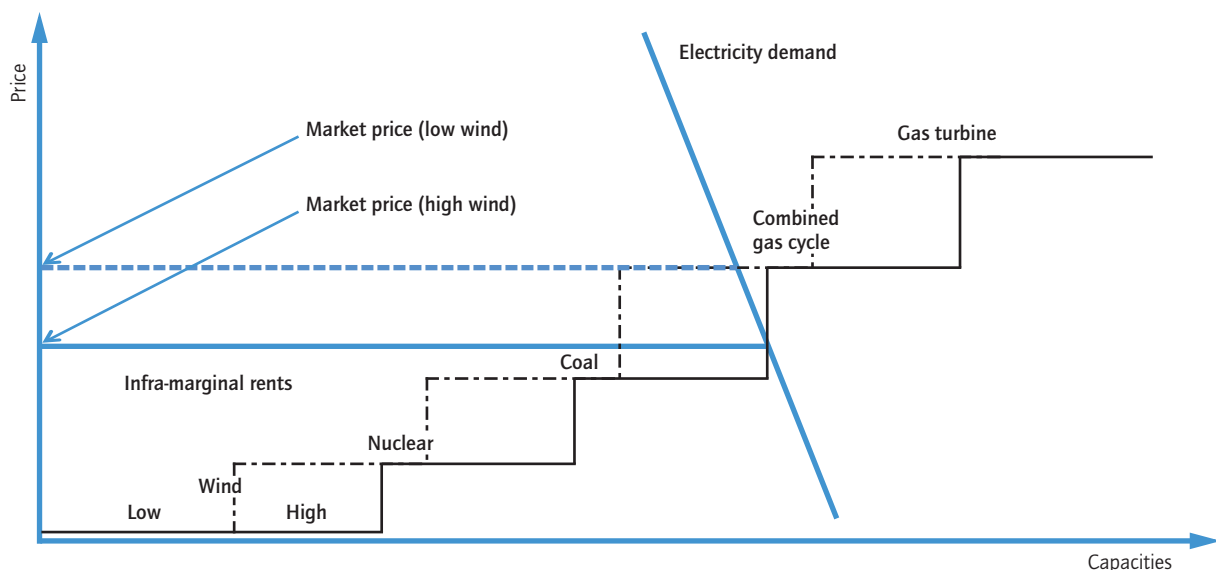 Price
Electricity demand
Market price (low wind)
Gas turbine
Market price (high wind)
Combined
gas cycle
Coal
Infra-marginal rents
Nuclear
Wind
Low
High
Capacities